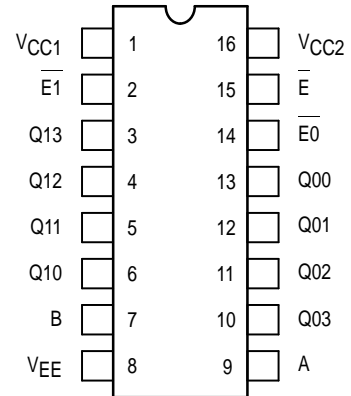 VCC1 1 16 VCC2
E1 2 15 E
Q13 3 14 E0
Q12 4 13 Q00
Q11 5 12 Q01
Q10 6 11 Q02
B 7 10 Q03
VEE 8 9 A